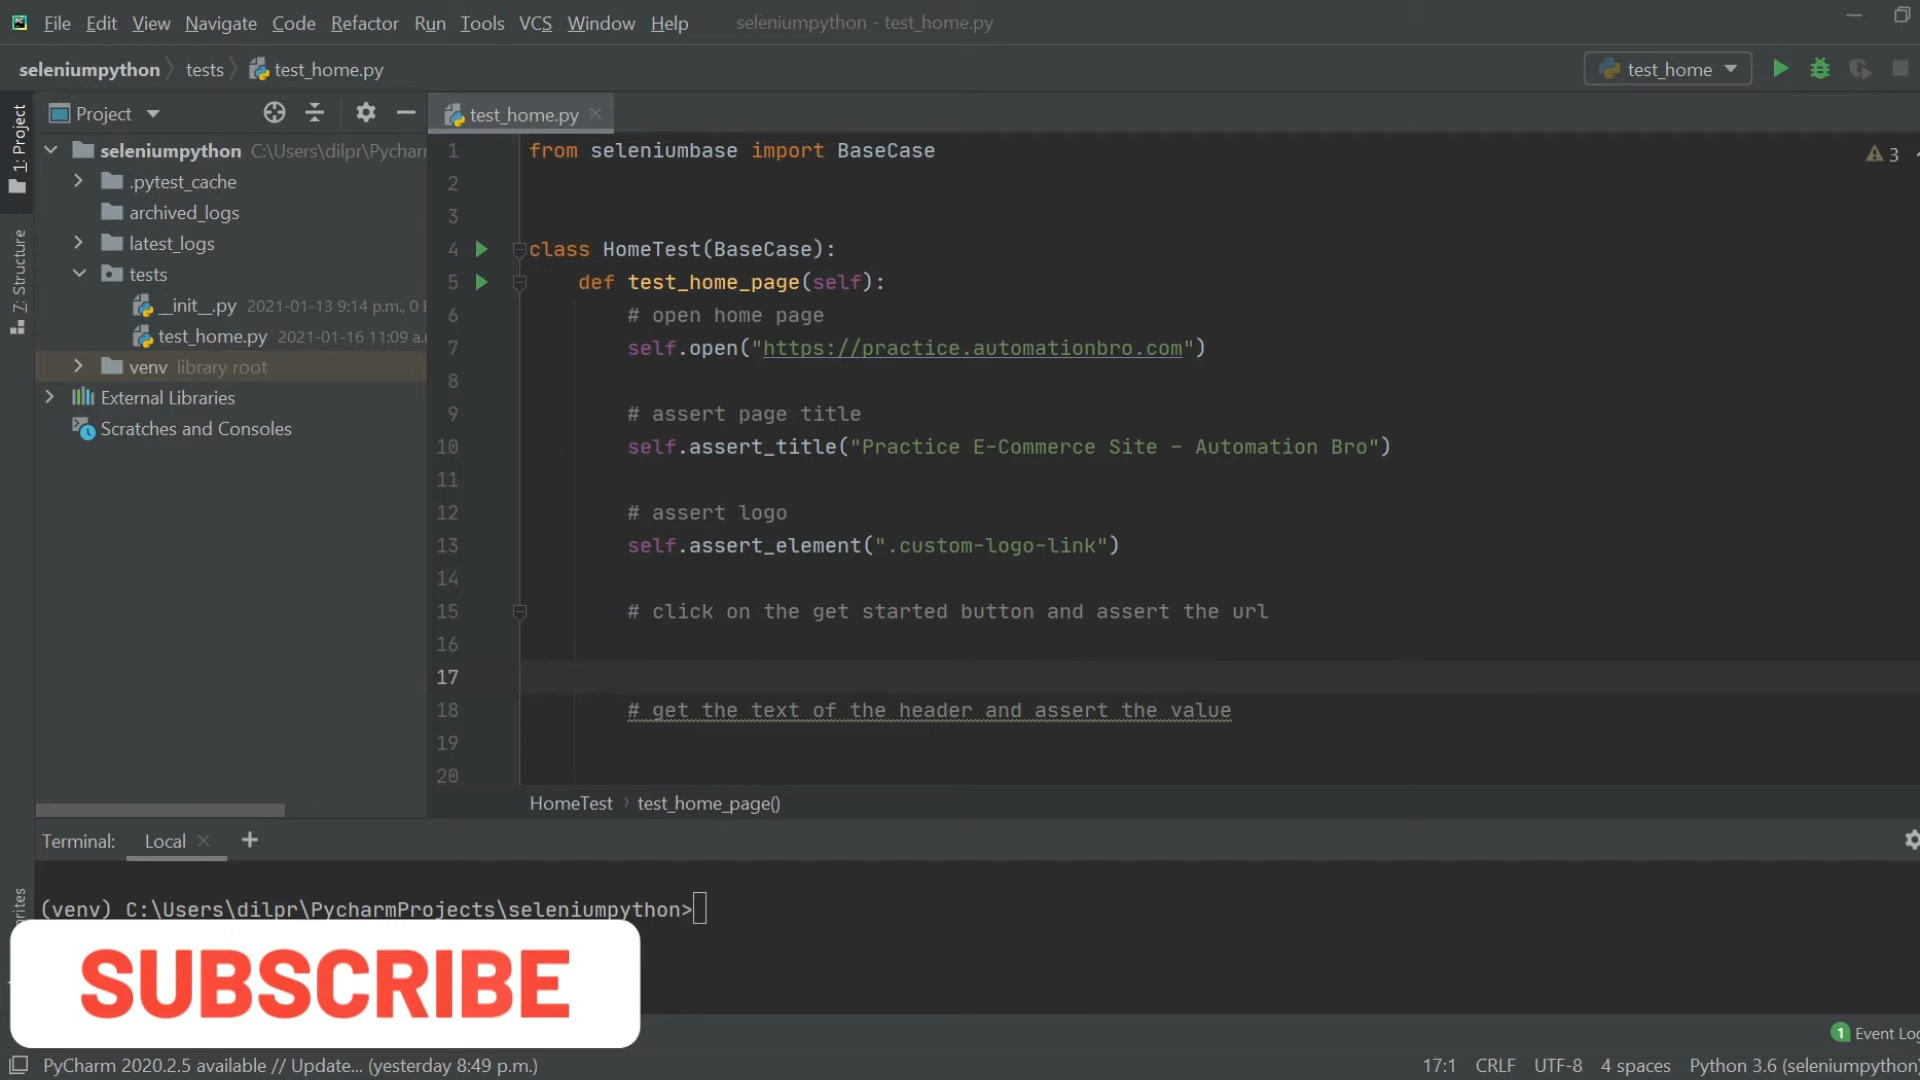 File Edit View Navigate Code Refactor Run Tools VCS Window Help seleniumpython - test_home.py
seleniumpython tests test_home.py test_home
1: Project
7: Structure
Project
seleniumpython C:\Users\dilpr\Pycharm
.pytest_cache
archived_logs
latest_logs
tests
__init__.py 2021-01-13 9:14 p.m., 0
test_home.py 2021-01-16 11:09 a.
venv library root
External Libraries
Scratches and Consoles
test_home.py
1 from seleniumbase import BaseCase 3
2
3
4 class HomeTest(BaseCase):
5 def test_home_page(self):
6 # open home page
7 self.open("https://practice.automationbro.com")
8
9 # assert page title
10 self.assert_title("Practice E-Commerce Site – Automation Bro")
11
12 # assert logo
13 self.assert_element(".custom-logo-link")
14
15 # click on the get started button and assert the url
16
17
18 # get the text of the header and assert the value
19
20
HomeTest test_home_page()
Terminal: Local
(venv) C:\Users\dilpr\PycharmProjects\seleniumpython>
SUBSCRIBE
1 Event Log
PyCharm 2020.2.5 available // Update... (yesterday 8:49 p.m.) 17:1 CRLF UTF-8 4 spaces Python 3.6 (seleniumpython)